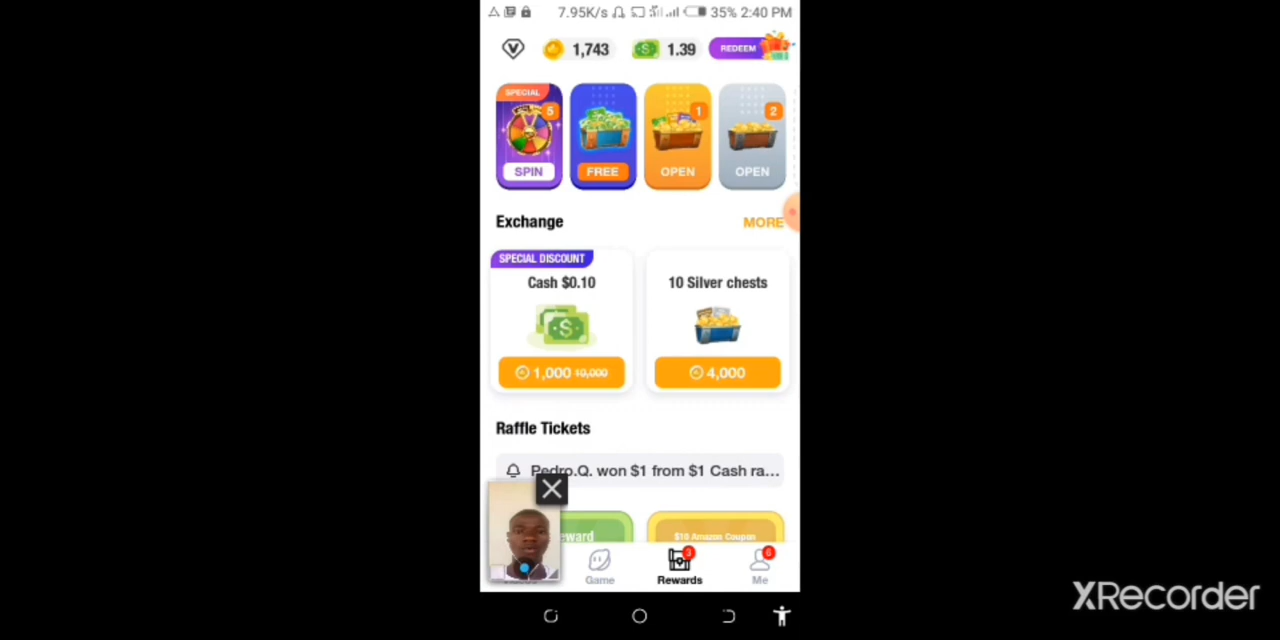 7.95K/s 35% 2:40 PM
1,743 1.39 REDEEM
SPECIAL
5 1 2
SPIN FREE OPEN OPEN
Exchange MORE
SPECIAL DISCOUNT
Cash $0.10 10 Silver chests
1,000 10,000 4,000
Raffle Tickets
Pedro.Q. won $1 from $1 Cash ra...
$10 Amazon Coupon
3 6
Game Rewards Me
XRecorder